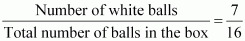 Number of white balls / Total number of balls in the box = 7 / 16